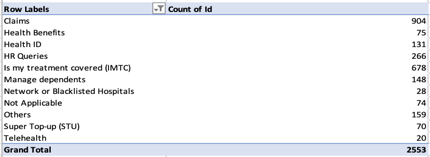 Row Labels Count of Id
Claims 904
Health Benefits 75
Health ID 131
HR Queries 266
Is my treatment covered (IMTC) 678
Manage dependents 148
Network or Blacklisted Hospitals 28
Not Applicable 74
Others 159
Super Top-up (STU) 70
Telehealth 20
Grand Total 2553